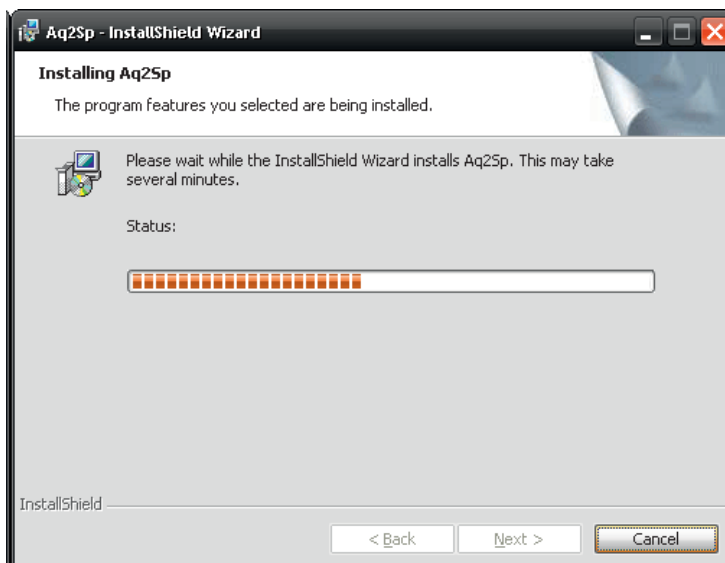 Aq2Sp - InstallShield Wizard
Installing Aq2Sp
The program features you selected are being installed.
Please wait while the InstallShield Wizard installs Aq2Sp. This may take
several minutes.
Status:
InstallShield
< Back Next > Cancel